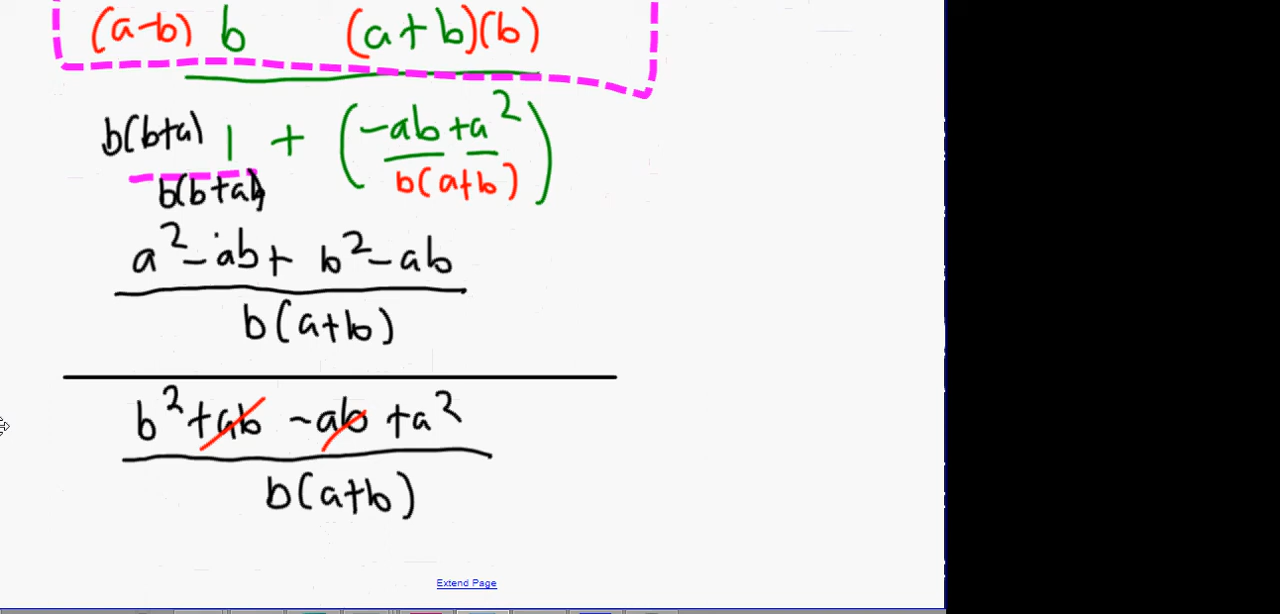 (a-b) b (a+b)(b)
b(b+a) 1 + (-ab+a²)
b(b+a) b(a+b)
a²-ab+ b²-ab
b(a+b)
b²+ab -ab +a²
b(a+b)
Extend Page